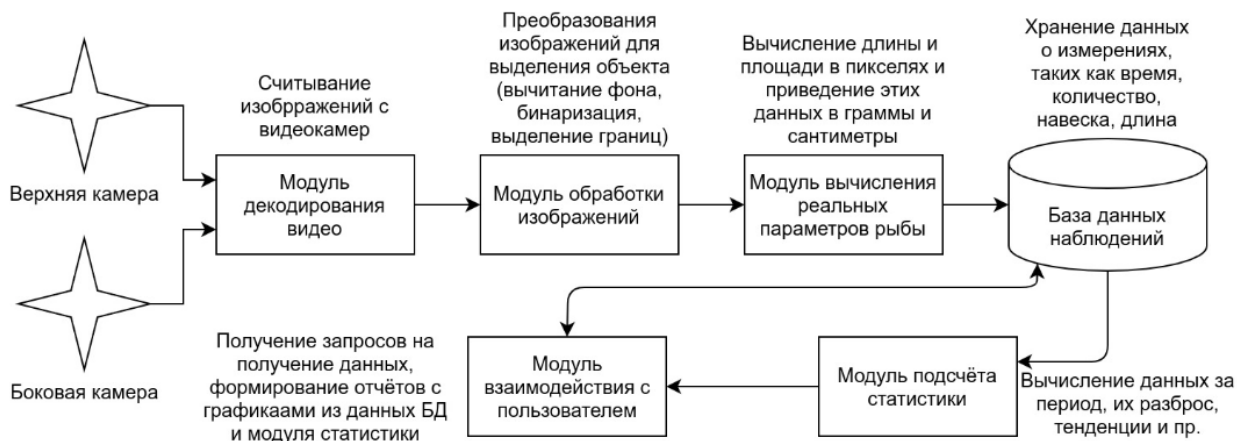 Верхняя камера
Боковая камера
Считывание
изобрражений с
видеокамер
Модуль
декодирования
видео
Преобразования
изображений для
выделения объекта
(вычитание фона,
бинаризация,
выделение границ)
Модуль обработки
изображений
Вычисление длины и
площади в пикселях и
приведение этих
данных в граммы и
сантиметры
Модуль вычисления
реальных
параметров рыбы
Хранение данных
о измерениях,
таких как время,
количество,
навеска, длина
База данных
наблюдений
Получение запросов на
получение данных,
формирование отчётов с
графикаами из данных БД
и модуля статистики
Модуль
взаимодействия с
пользователем
Модуль подсчёта
статистики
Вычисление данных за
период, их разброс,
тенденции и пр.